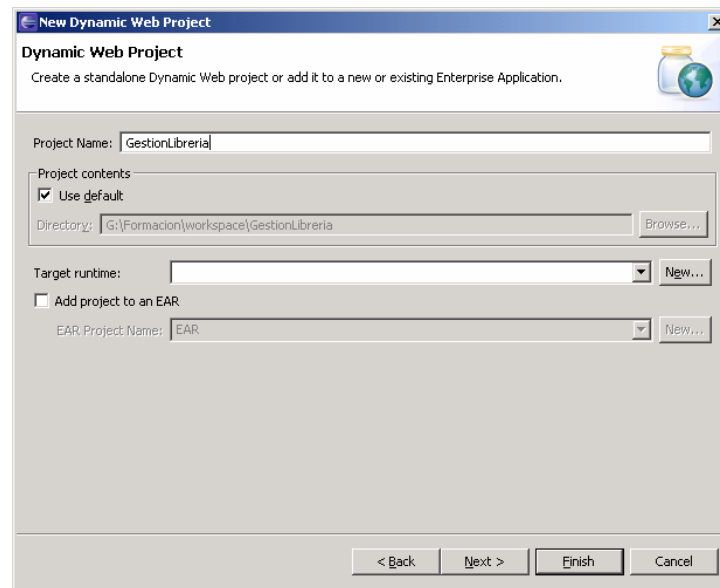 New Dynamic Web Project
Dynamic Web Project
Create a standalone Dynamic Web project or add it to a new or existing Enterprise Application.
Project Name: GestionLibreria
Project contents
Use default
Directory: G:\Formacion\workspace\GestionLibreria Browse...
Target runtime: New...
Add project to an EAR
EAR Project Name: EAR New...
< Back Next > Finish Cancel